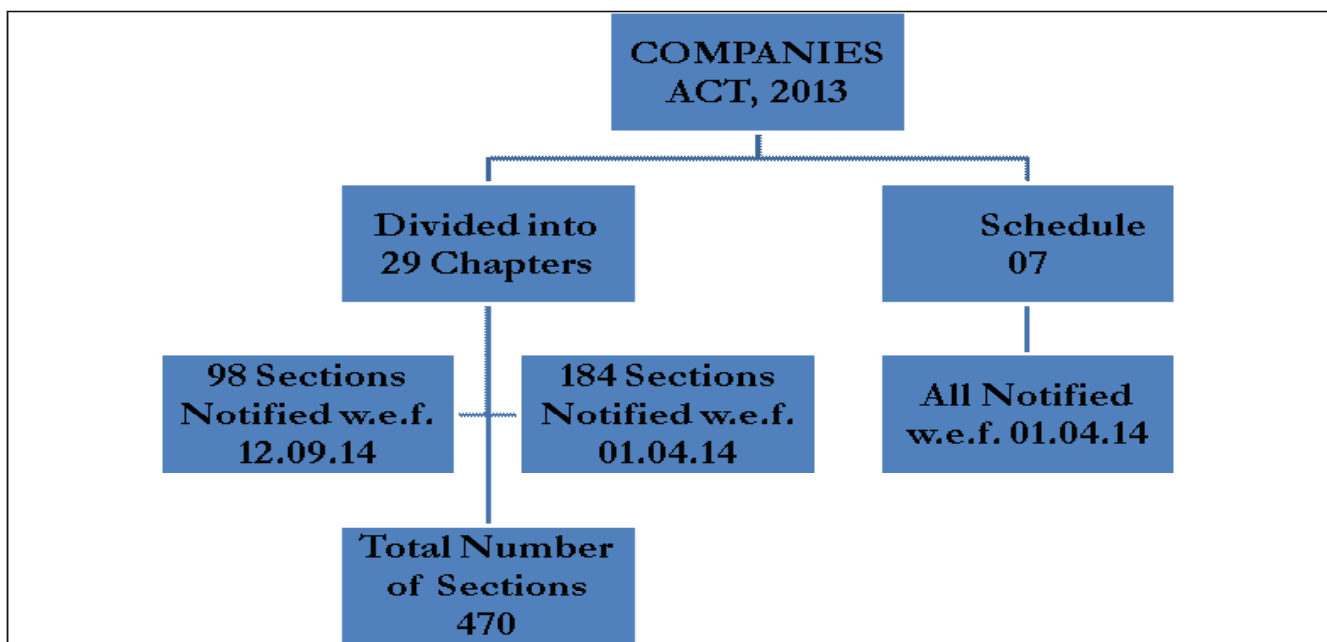 COMPANIES
ACT, 2013
Divided into
29 Chapters
Schedule
07
98 Sections
Notified w.e.f.
12.09.14
184 Sections
Notified w.e.f.
01.04.14
All Notified
w.e.f. 01.04.14
Total Number
of Sections
470